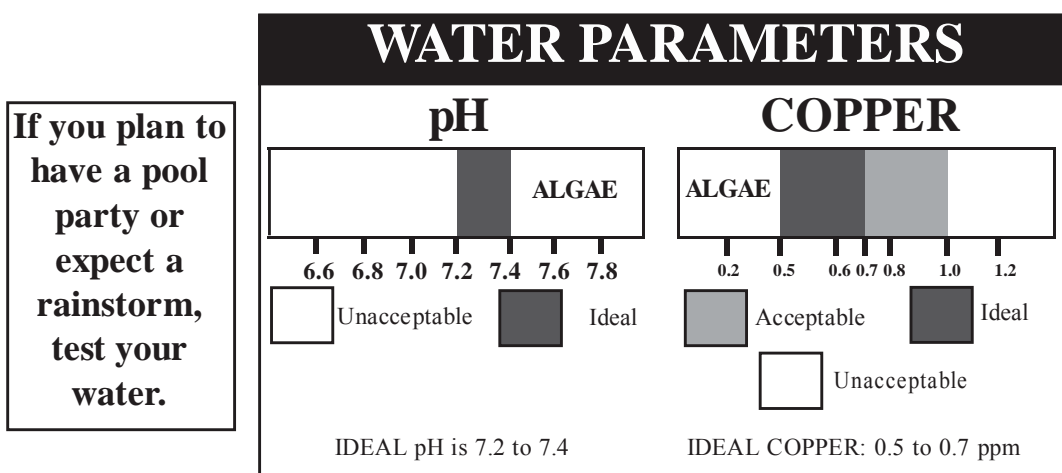 If you plan to
have a pool
party or
expect a
rainstorm,
test your
water.
WATER PARAMETERS
pH
ALGAE
6.6 6.8 7.0 7.2 7.4 7.6 7.8
Unacceptable
Ideal
IDEAL pH is 7.2 to 7.4
COPPER
ALGAE
0.2 0.5 0.6 0.7 0.8 1.0 1.2
Acceptable
Ideal
Unacceptable
IDEAL COPPER: 0.5 to 0.7 ppm